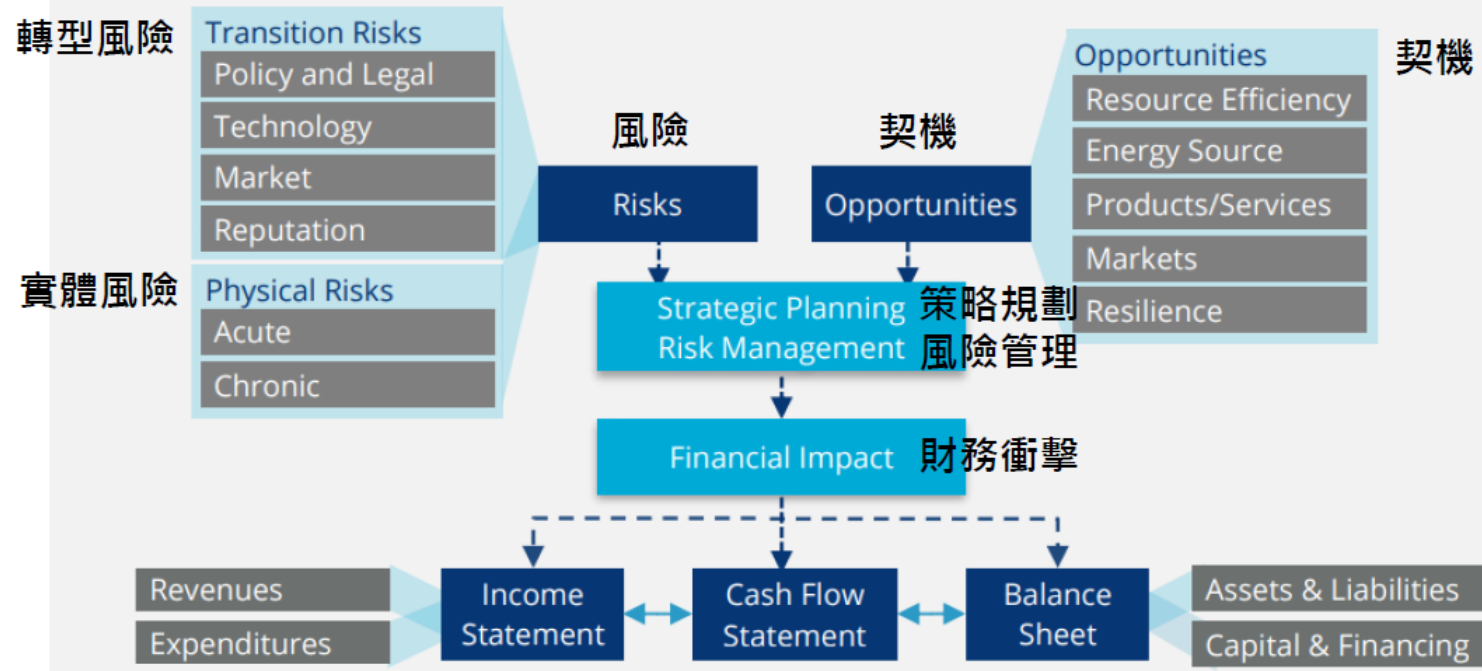 轉型風險
Transition Risks
Policy and Legal
Technology
Market
Reputation
實體風險
Physical Risks
Acute
Chronic
風險
Risks
契機
Opportunities
契機
Opportunities
Resource Efficiency
Energy Source
Products/Services
Markets
Resilience
Strategic Planning 策略規劃
Risk Management 風險管理
Financial Impact 財務衝擊
Revenues
Expenditures
Income
Statement
Cash Flow
Statement
Balance
Sheet
Assets & Liabilities
Capital & Financing